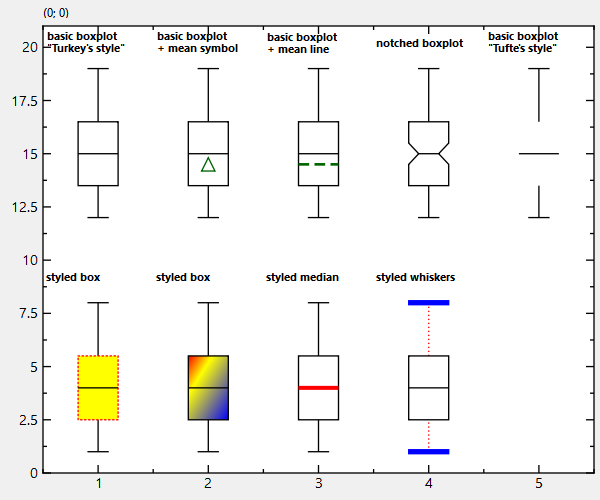 (0; 0)
basic boxplot
"Turkey's style"
basic boxplot
+ mean symbol
basic boxplot
+ mean line
notched boxplot
basic boxplot
"Tufte's style"
20
17.5
15
12.5
10
styled box
styled box
styled median
styled whiskers
7.5
5
2.5
0
1
2
3
4
5